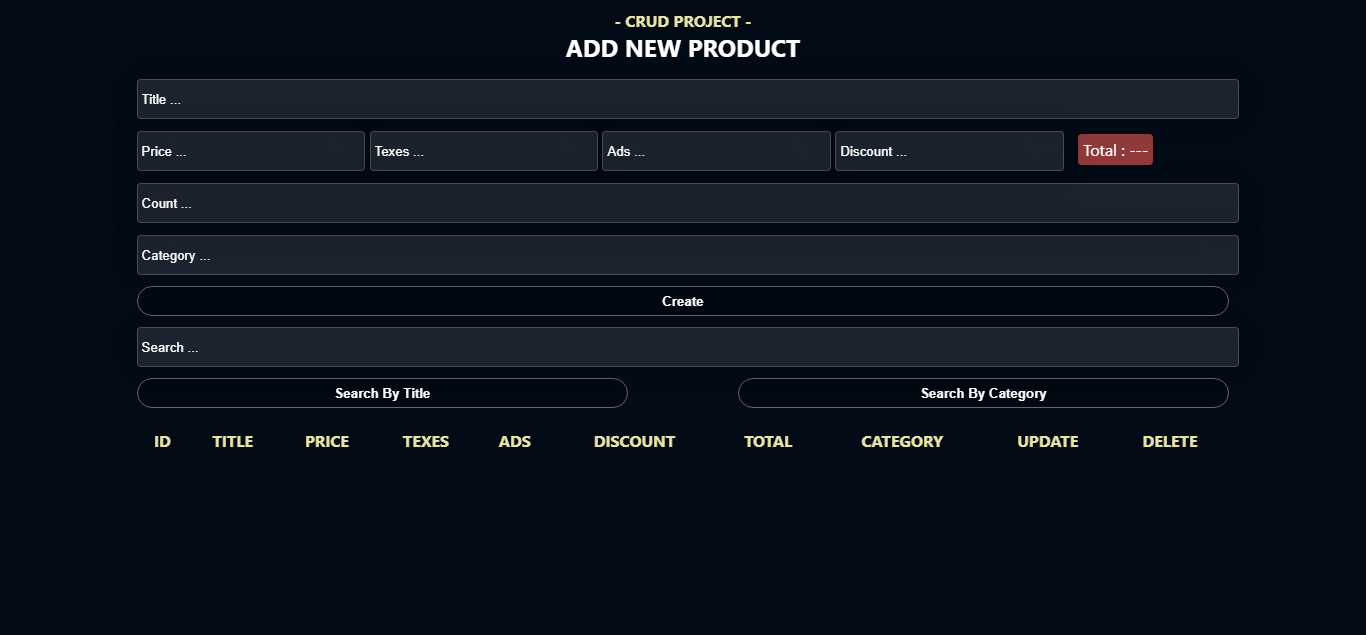 - CRUD PROJECT -
ADD NEW PRODUCT
Title ...
Price ... Texes ... Ads ... Discount ... Total : ---
Count ...
Category ...
Create
Search ...
Search By Title Search By Category
ID TITLE PRICE TEXES ADS DISCOUNT TOTAL CATEGORY UPDATE DELETE